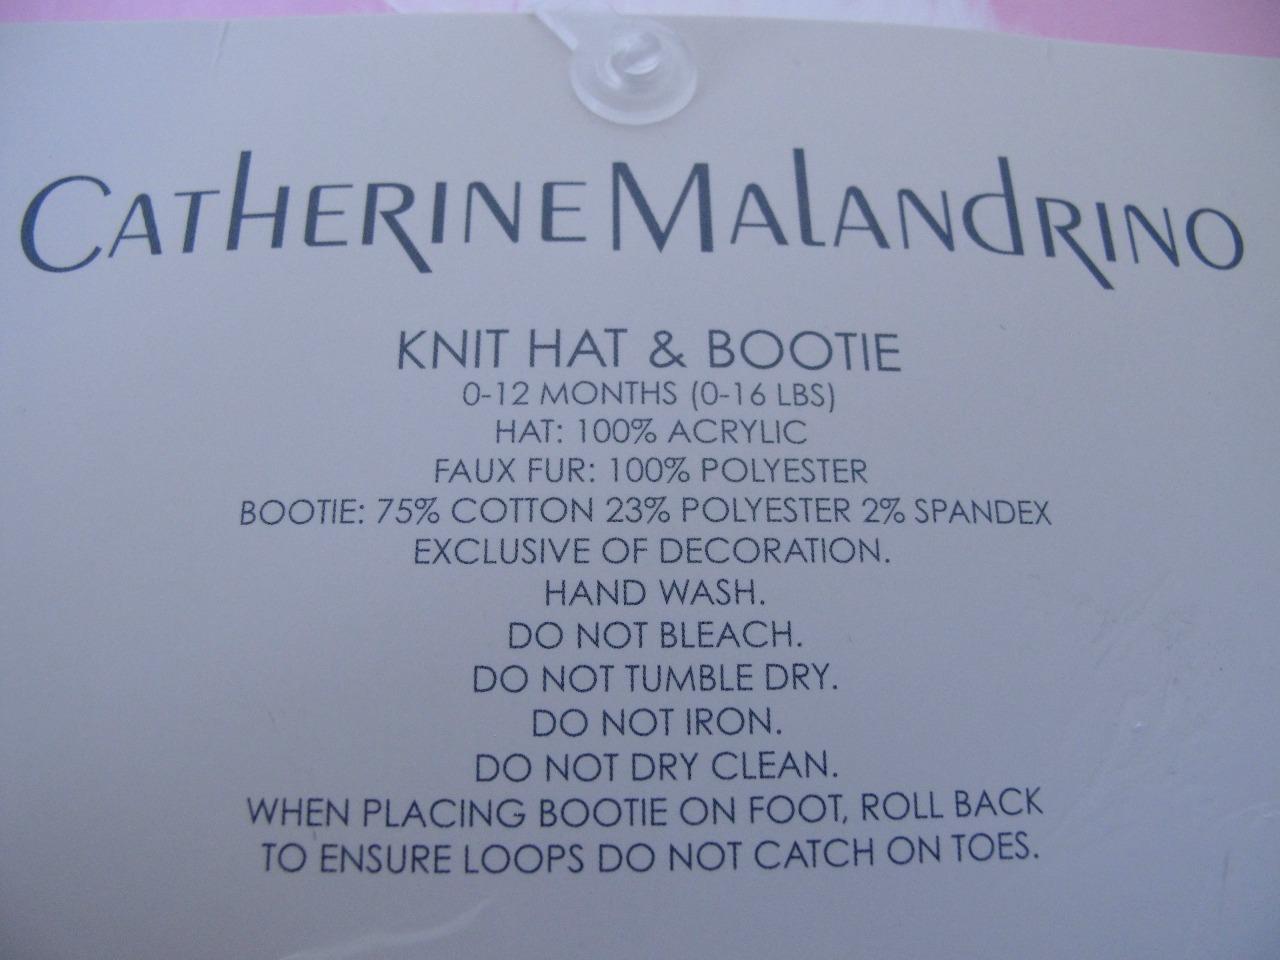 CATHERINE MALANDRINO
KNIT HAT & BOOTIE
0-12 MONTHS (0-16 LBS)
HAT: 100% ACRYLIC
FAUX FUR: 100% POLYESTER
BOOTIE: 75% COTTON 23% POLYESTER 2% SPANDEX
EXCLUSIVE OF DECORATION.
HAND WASH.
DO NOT BLEACH.
DO NOT TUMBLE DRY.
DO NOT IRON.
DO NOT DRY CLEAN.
WHEN PLACING BOOTIE ON FOOT, ROLL BACK
TO ENSURE LOOPS DO NOT CATCH ON TOES.